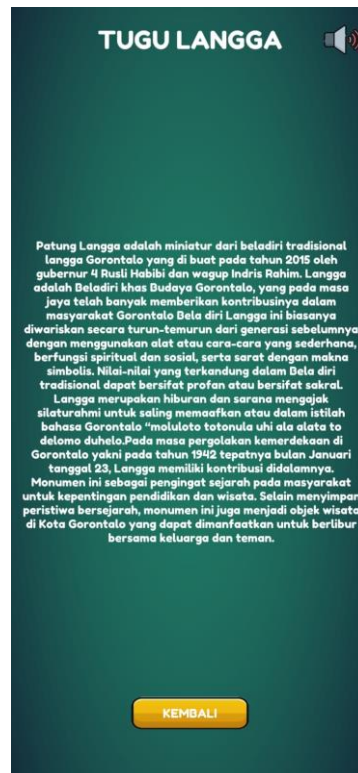 TUGU LANGGA
Patung Langga adalah miniatur dari beladiri tradisional
langga Gorontalo yang di buat pada tahun 2015 oleh
gubernur 4 Rusli Habibi dan wagup Indris Rahim. Langga
adalah Beladiri khas Budaya Gorontalo, yang pada masa
jaya telah banyak memberikan kontribusinya dalam
masyarakat Gorontalo Bela diri Langga ini biasanya
diwariskan secara turun-temurun dari generasi sebelumnya
dengan menggunakan alat atau cara-cara yang sederhana,
berfungsi spiritual dan sosial, serta sarat dengan makna
simbolis. Nilai-nilai yang terkandung dalam Bela diri
tradisional dapat bersifat profan atau bersifat sakral.
Langga merupakan hiburan dan sarana mengajak
silaturahmi untuk saling memaafkan atau dalam istilah
bahasa Gorontalo “moluloto totonula uhi ala alata to
delomo duhelo.Pada masa pergolakan kemerdekaan di
Gorontalo yakni pada tahun 1942 tepatnya bulan Januari
tanggal 23, Langga memiliki kontribusi didalamnya.
Monumen ini sebagai pengingat sejarah pada masyarakat
untuk kepentingan pendidikan dan wisata. Selain menyimpan
peristiwa bersejarah, monumen ini juga menjadi objek wisata
di Kota Gorontalo yang dapat dimanfaatkan untuk berlibur
bersama keluarga dan teman.
KEMBALI